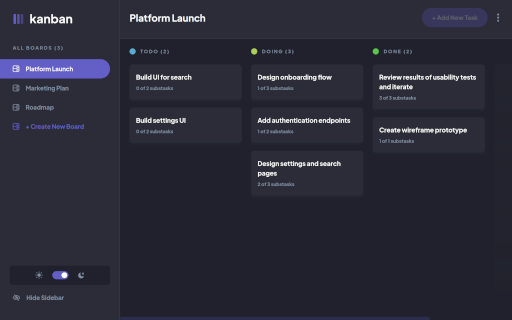 kanban
Platform Launch
+ Add New Task
ALL BOARDS (3)
Platform Launch
Marketing Plan
Roadmap
+ Create New Board
Hide Sidebar
TODO (2)
Build UI for search
0 of 2 substasks
Build settings UI
0 of 2 substasks
DOING (3)
Design onboarding flow
1 of 3 substasks
Add authentication endpoints
1 of 2 substasks
Design settings and search
pages
2 of 3 substasks
DONE (2)
Review results of usability tests
and iterate
3 of 3 substasks
Create wireframe prototype
1 of 1 substasks